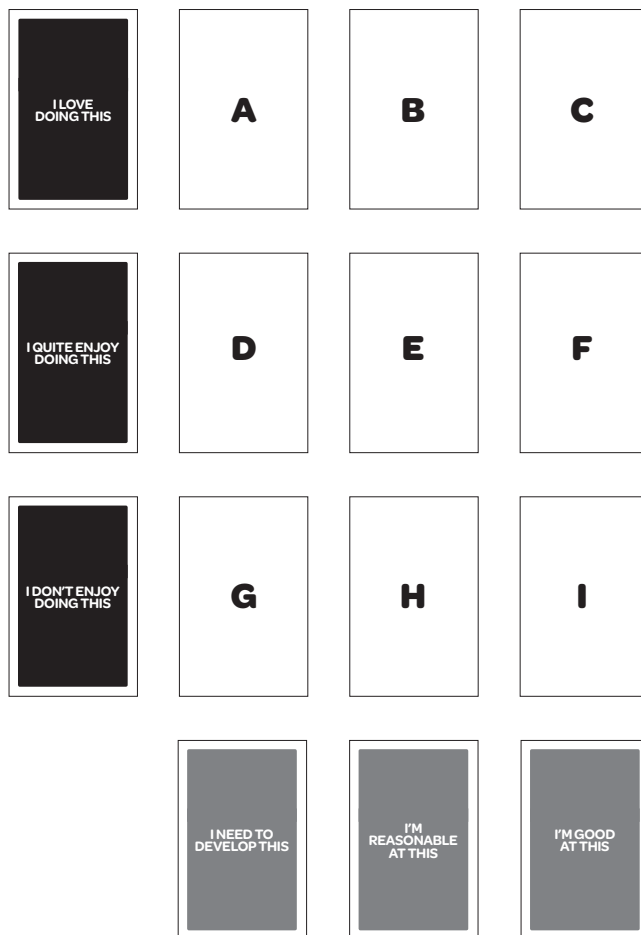 I LOVE
DOING THIS
A
B
C
I QUITE ENJOY
DOING THIS
D
E
F
I DON'T ENJOY
DOING THIS
G
H
I
I NEED TO
DEVELOP THIS
I'M
REASONABLE
AT THIS
I'M GOOD
AT THIS